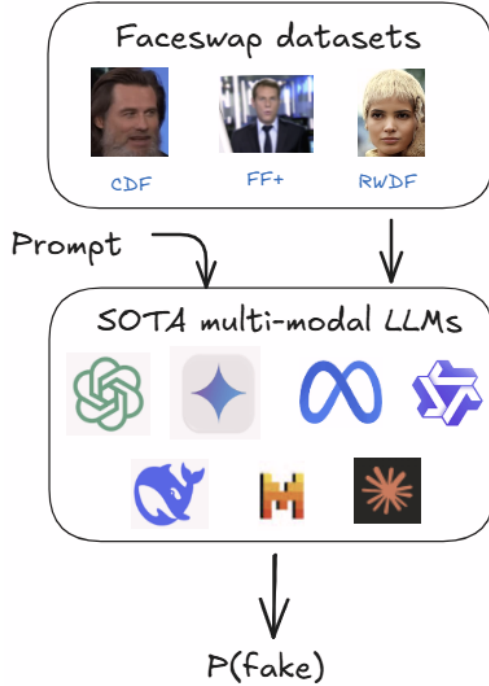 Faceswap datasets
CDF FF+ RWDF
Prompt
SOTA multi-modal LLMs
P(fake)